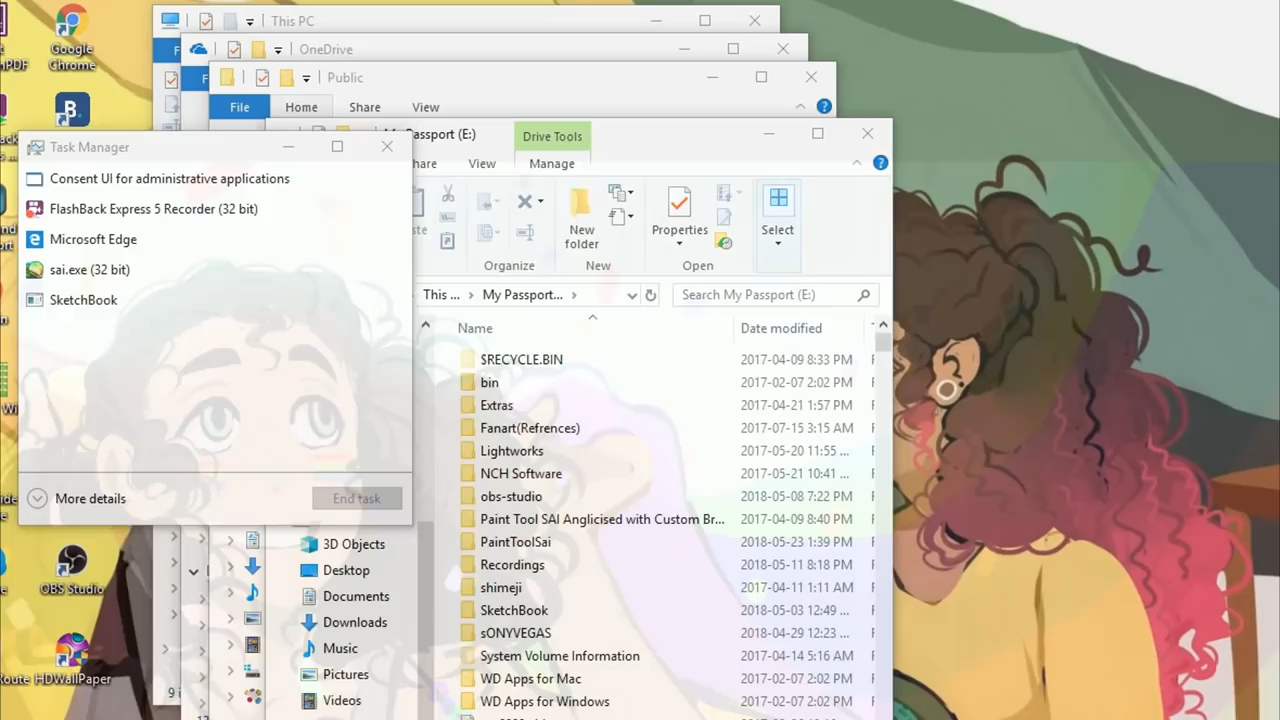 This PC
OneDrive
Public
File Home Share View
Google
Chrome
My Passport (E:)
Drive Tools
View
Manage
Task Manager
Consent UI for administrative applications
FlashBack Express 5 Recorder (32 bit)
Microsoft Edge
sai.exe (32 bit)
SketchBook
More details
End task
New
folder
Properties
Select
Organize
New
Open
This ... My Passport...
Search My Passport (E:)
Name Date modified
$RECYCLE.BIN 2017-04-09 8:33 PM
bin 2017-02-07 2:02 PM
Extras 2017-04-21 1:57 PM
Fanart(Refrences) 2017-07-15 3:15 AM
Lightworks 2017-05-20 11:55 ...
NCH Software 2017-05-21 10:41 ...
obs-studio 2018-05-08 7:22 PM
Paint Tool SAI Anglicised with Custom Br... 2017-04-09 8:40 PM
PaintToolSai 2018-05-23 1:39 PM
Recordings 2018-05-11 8:18 PM
shimeji 2017-04-11 1:11 AM
SketchBook 2018-05-03 12:49 ...
sONYVEGAS 2018-04-29 12:23 ...
System Volume Information 2017-04-14 5:16 AM
WD Apps for Mac 2017-02-07 2:02 PM
WD Apps for Windows 2017-02-07 2:02 PM
3D Objects
Desktop
Documents
Downloads
Music
Pictures
Videos
OBS Studio
HDWallPaper